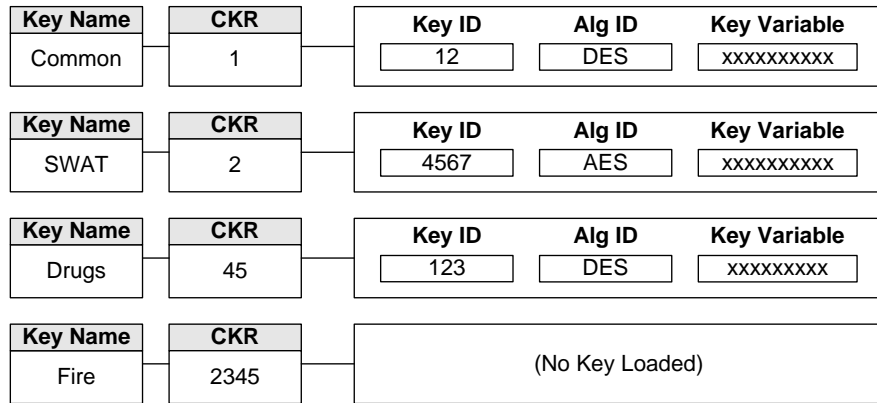 Key Name CKR Key ID Alg ID Key Variable
Common 1 12 DES xxxxxxxxxx
Key Name CKR Key ID Alg ID Key Variable
SWAT 2 4567 AES xxxxxxxxxx
Key Name CKR Key ID Alg ID Key Variable
Drugs 45 123 DES xxxxxxxxx
Key Name CKR
Fire 2345 (No Key Loaded)